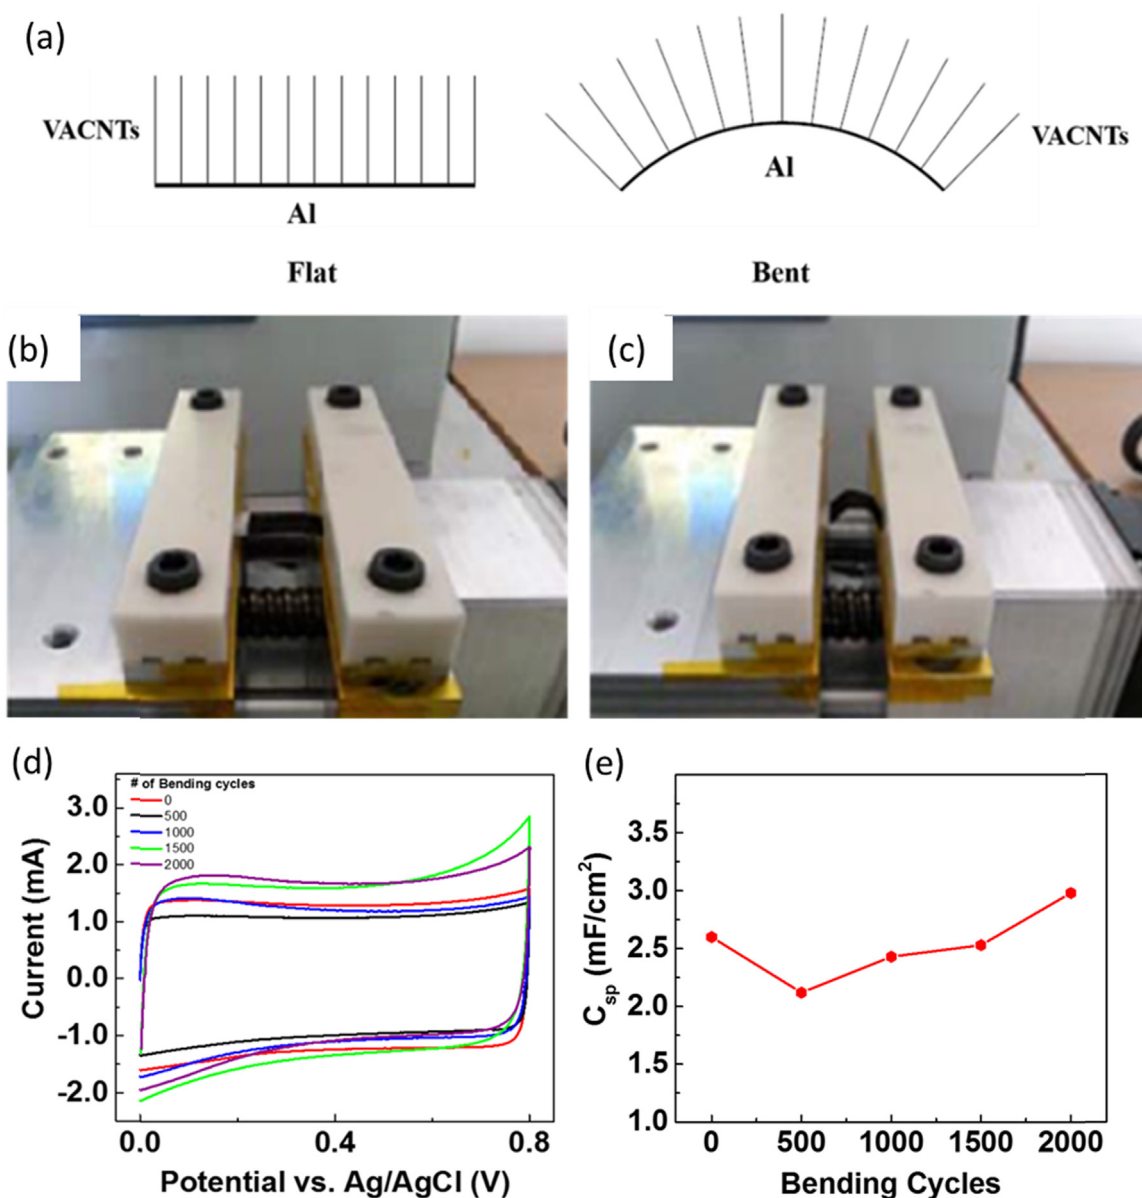 (a)
VACNTs
Al
Flat
Al
VACNTs
Bent
(b)
(c)
(d)
# of Bending cycles
0
500
1000
1500
2000
3.0
2.0
1.0
0.0
-1.0
-2.0
Current (mA)
0.0 0.4 0.8
Potential vs. Ag/AgCl (V)
(e)
3.5
3.0
2.5
2.0
1.5
1.0
Csp (mF/cm²)
0 500 1000 1500 2000
Bending Cycles